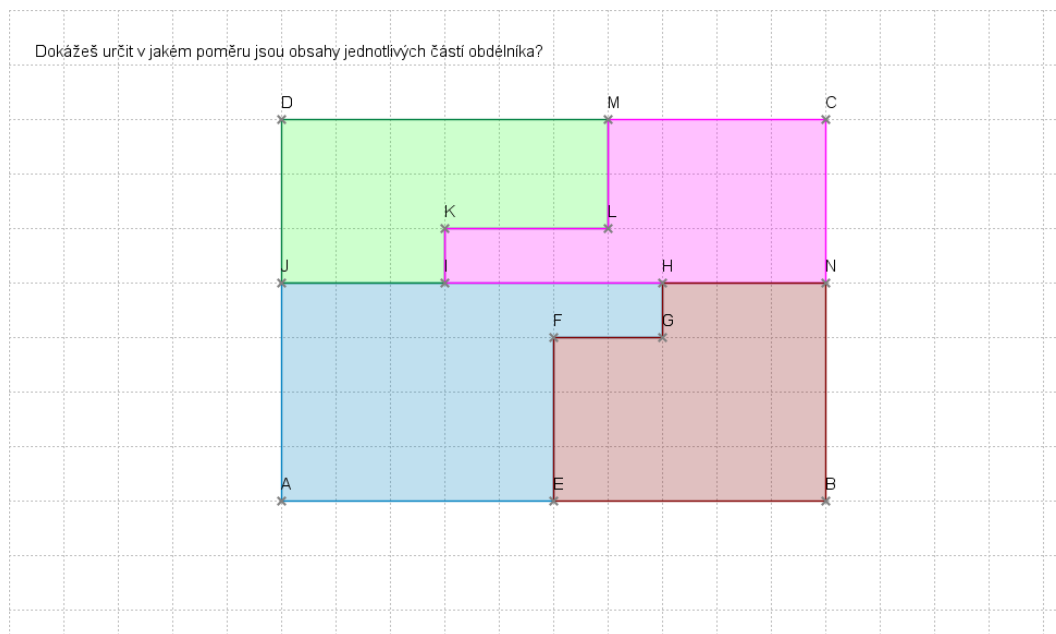 Dokážeš určit v jakém poměru jsou obsahy jednotlivých částí obdélníka?
D M C
K L
J I H N
F G
A E B